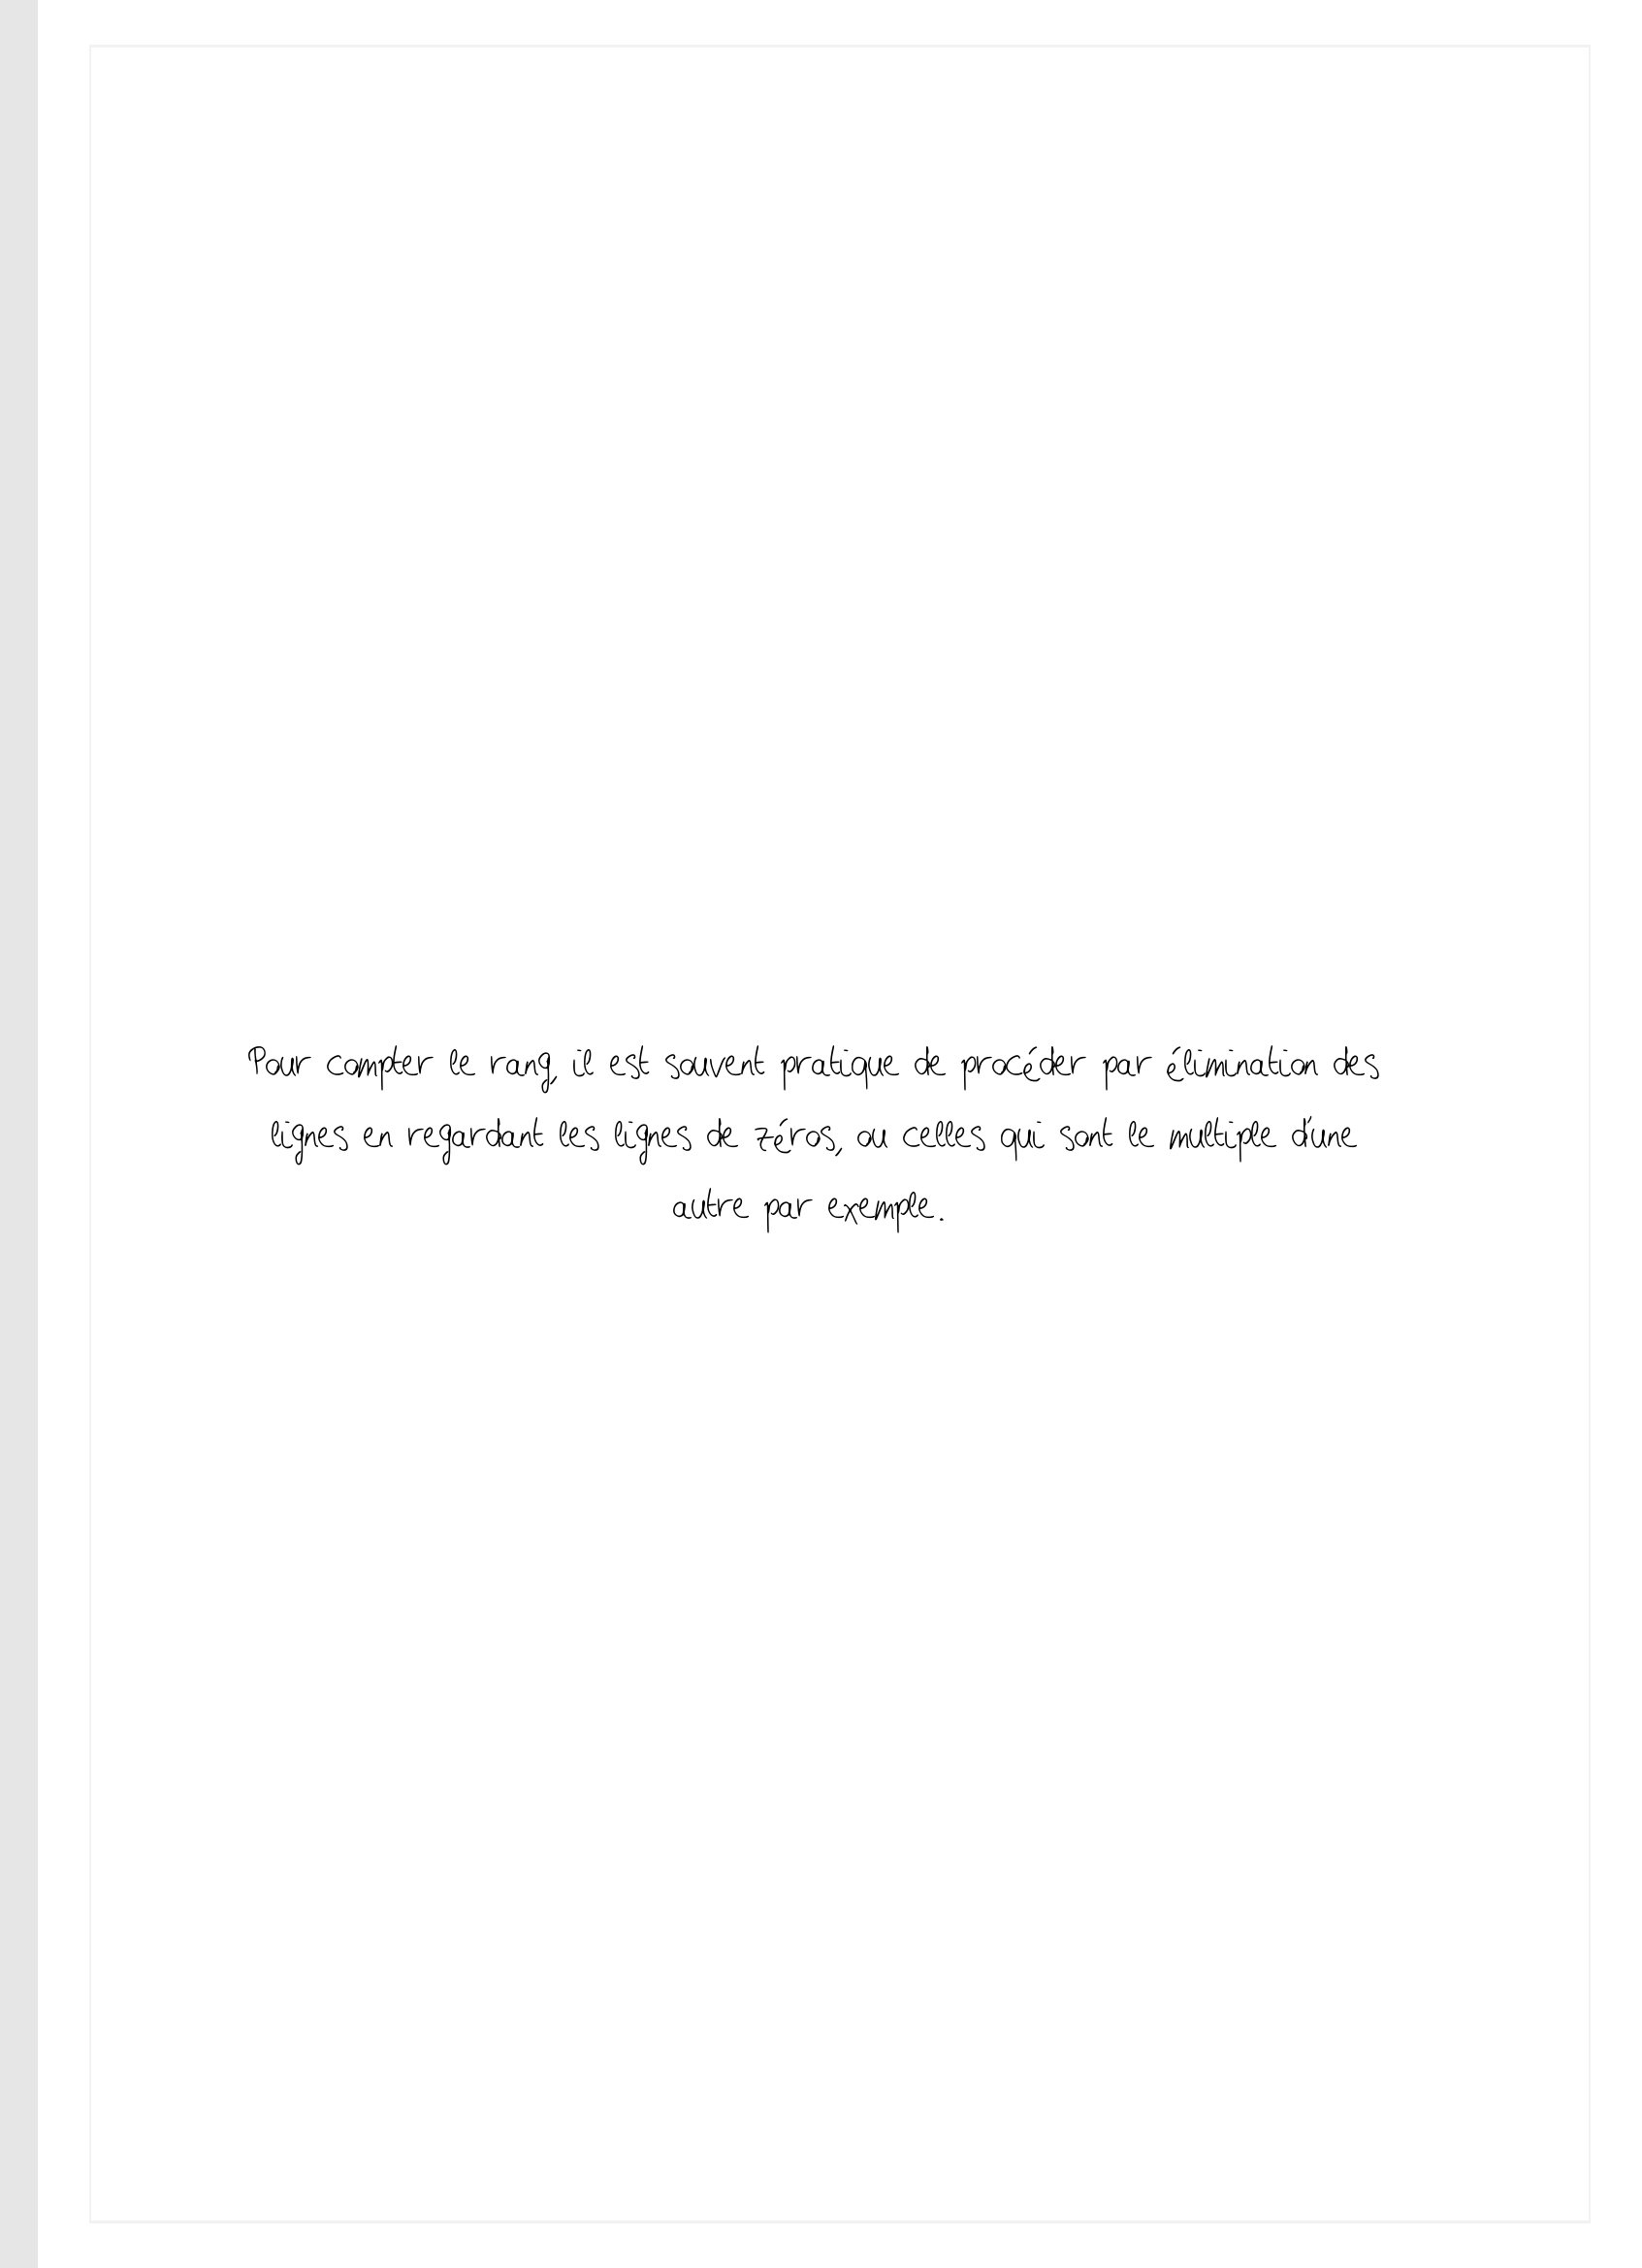 Pour compter le rang, il est souvent pratique de procéder par élimination des
lignes en regardant les lignes de zéros, ou celles qui sont le multiple d'une
autre par exemple.